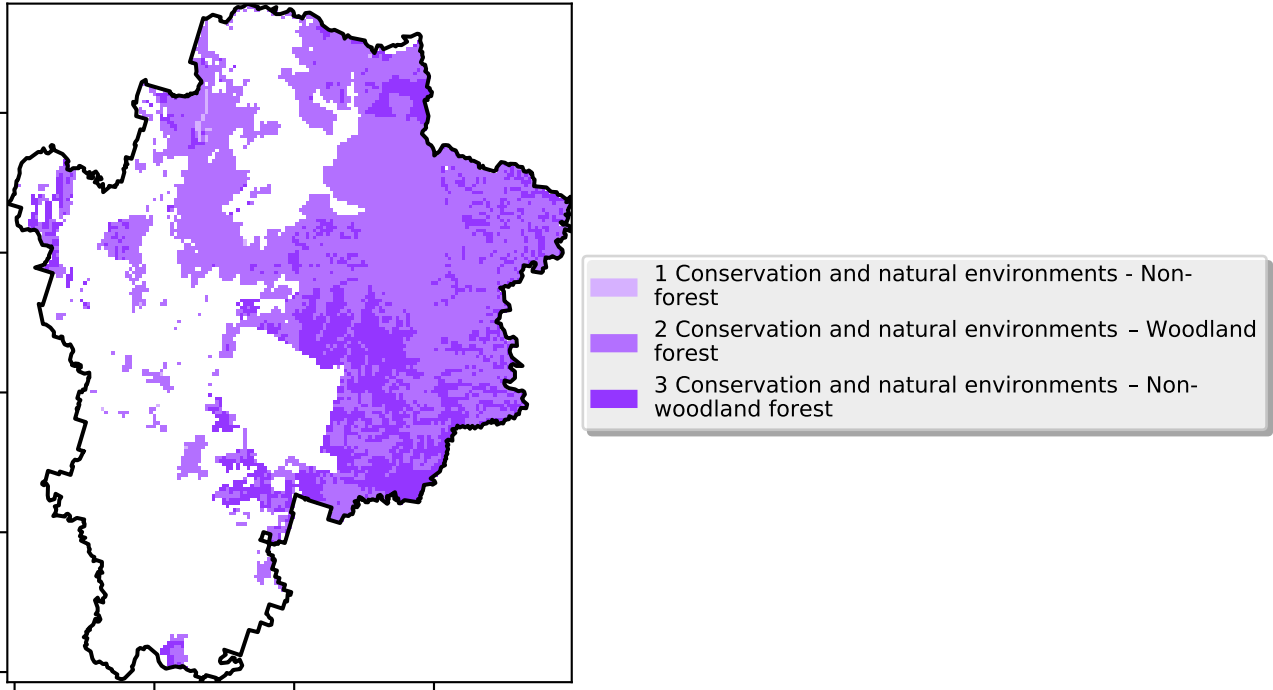 1 Conservation and natural environments - Non-
forest
2 Conservation and natural environments – Woodland
forest
3 Conservation and natural environments – Non-
woodland forest